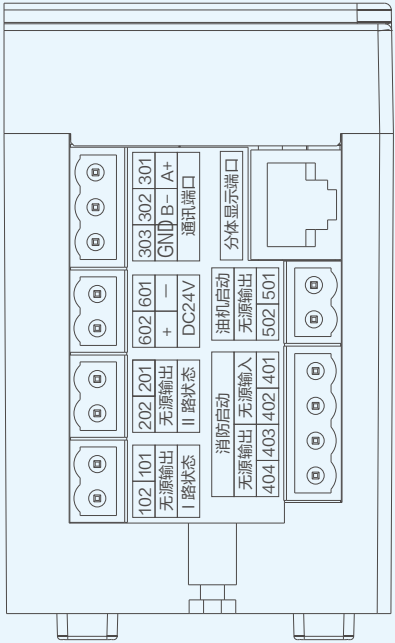 102 101 202 201 602 601 303 302 301
无源输出 无源输出 + － GND B− A+
Ⅰ路状态 Ⅱ路状态 DC24V 通讯端口
消防启动 油机启动 分体显示端口
无源输出 无源输入 无源输出
404 403 402 401 502 501